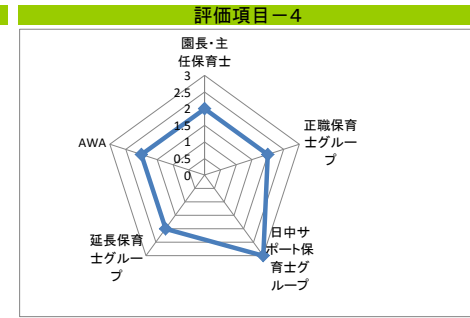 評価項目－4
園長・主
任保育士
3
2.5
2
1.5
1
0.5
0
正職保育
士グルー
プ
日中サ
ポート保
育士グ
ループ
延長保育
士グルー
プ
AWA